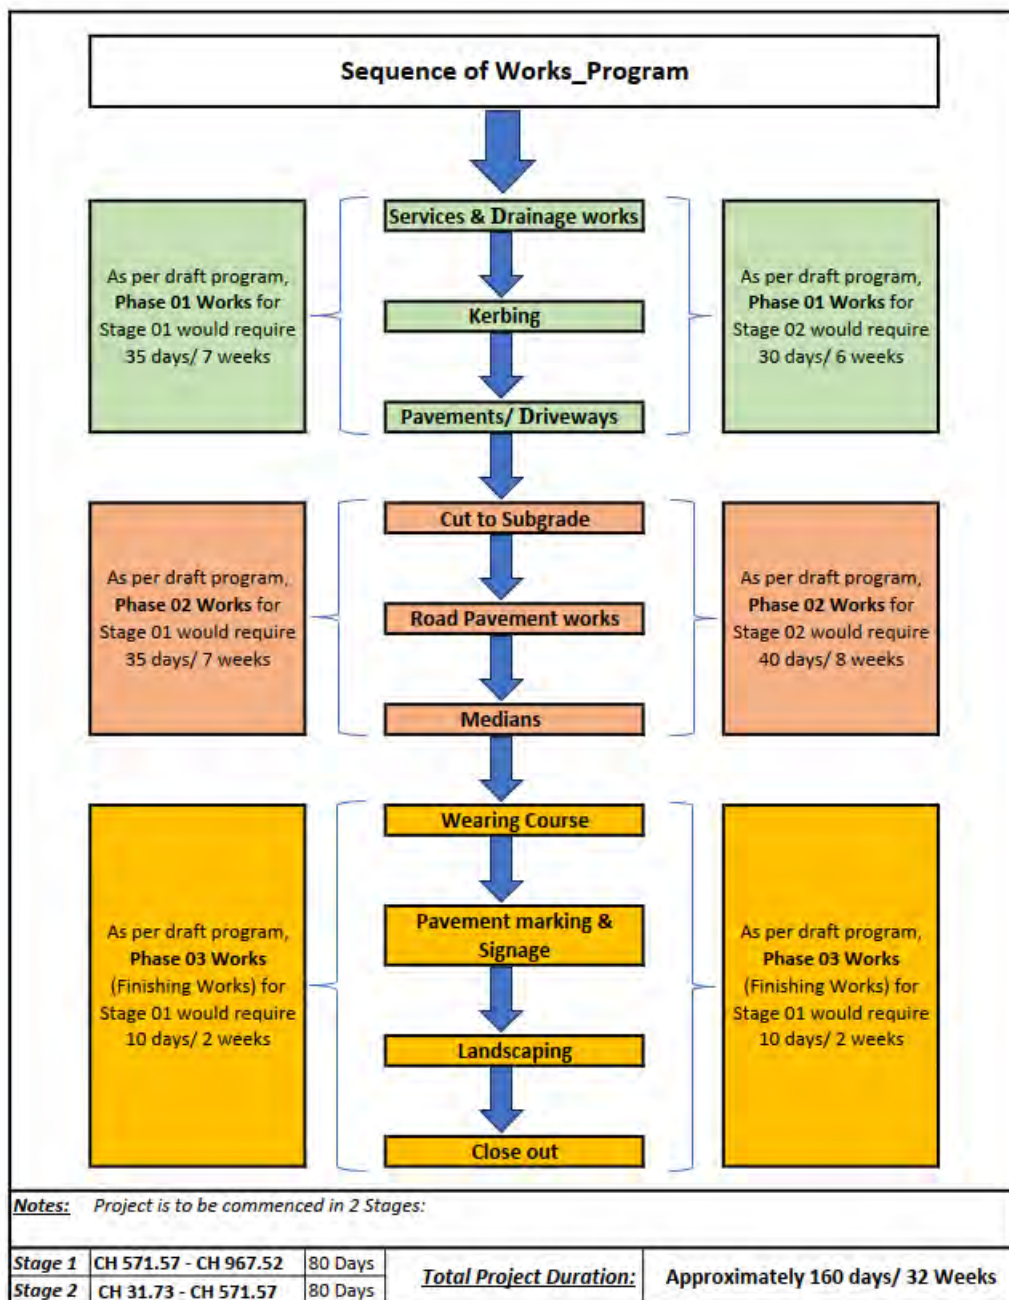 Sequence of Works_Program
Services & Drainage works
As per draft program,
Phase 01 Works for
Stage 01 would require
35 days/ 7 weeks
As per draft program,
Phase 01 Works for
Stage 02 would require
30 days/ 6 weeks
Kerbing
Pavements/ Driveways
Cut to Subgrade
As per draft program,
Phase 02 Works for
Stage 01 would require
35 days/ 7 weeks
As per draft program,
Phase 02 Works for
Stage 02 would require
40 days/ 8 weeks
Road Pavement works
Medians
Wearing Course
Pavement marking &
Signage
As per draft program,
Phase 03 Works
(Finishing Works) for
Stage 01 would require
10 days/ 2 weeks
As per draft program,
Phase 03 Works
(Finishing Works) for
Stage 01 would require
10 days/ 2 weeks
Landscaping
Close out
Notes: Project is to be commenced in 2 Stages:
Stage 1 CH 571.57 - CH 967.52 80 Days
Stage 2 CH 31.73 - CH 571.57 80 Days
Total Project Duration: Approximately 160 days/ 32 Weeks